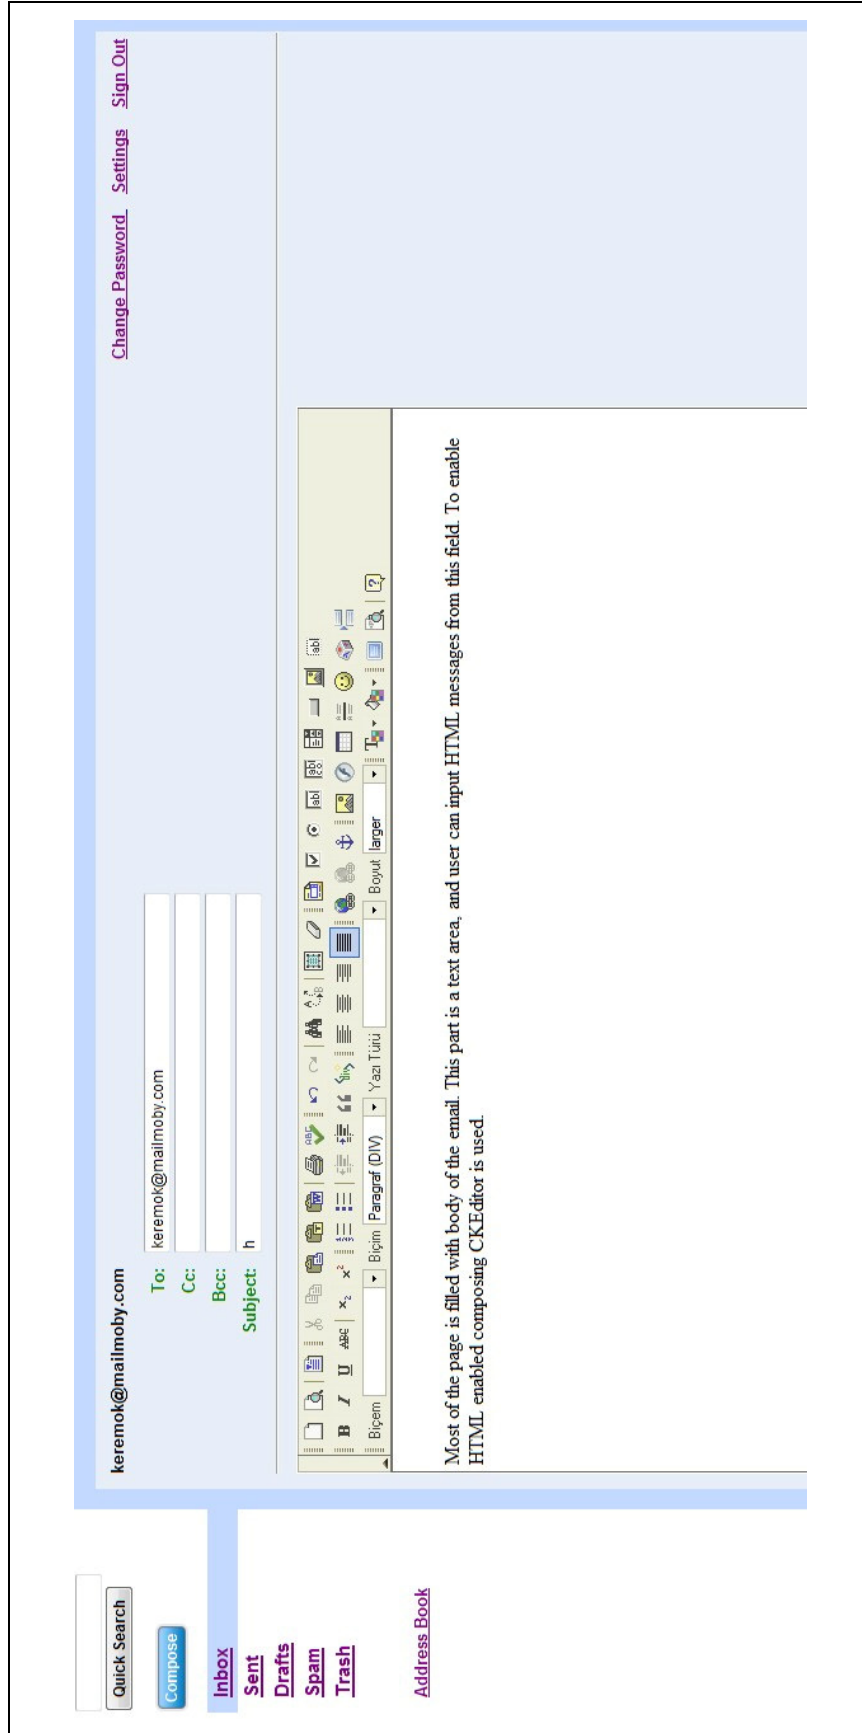 Quick Search
Compose
Inbox
Sent
Drafts
Spam
Trash
Address Book
keremok@mailmoby.com
Change Password Settings Sign Out
To: keremok@mailmoby.com
Cc:
Bcc:
Subject: h
Biçem Biçim Paragraf (DIV) Yazı Türü Boyut larger
Most of the page is filled with body of the email. This part is a text area, and user can input HTML messages from this field. To enable
HTML enabled composing CKEditor is used.